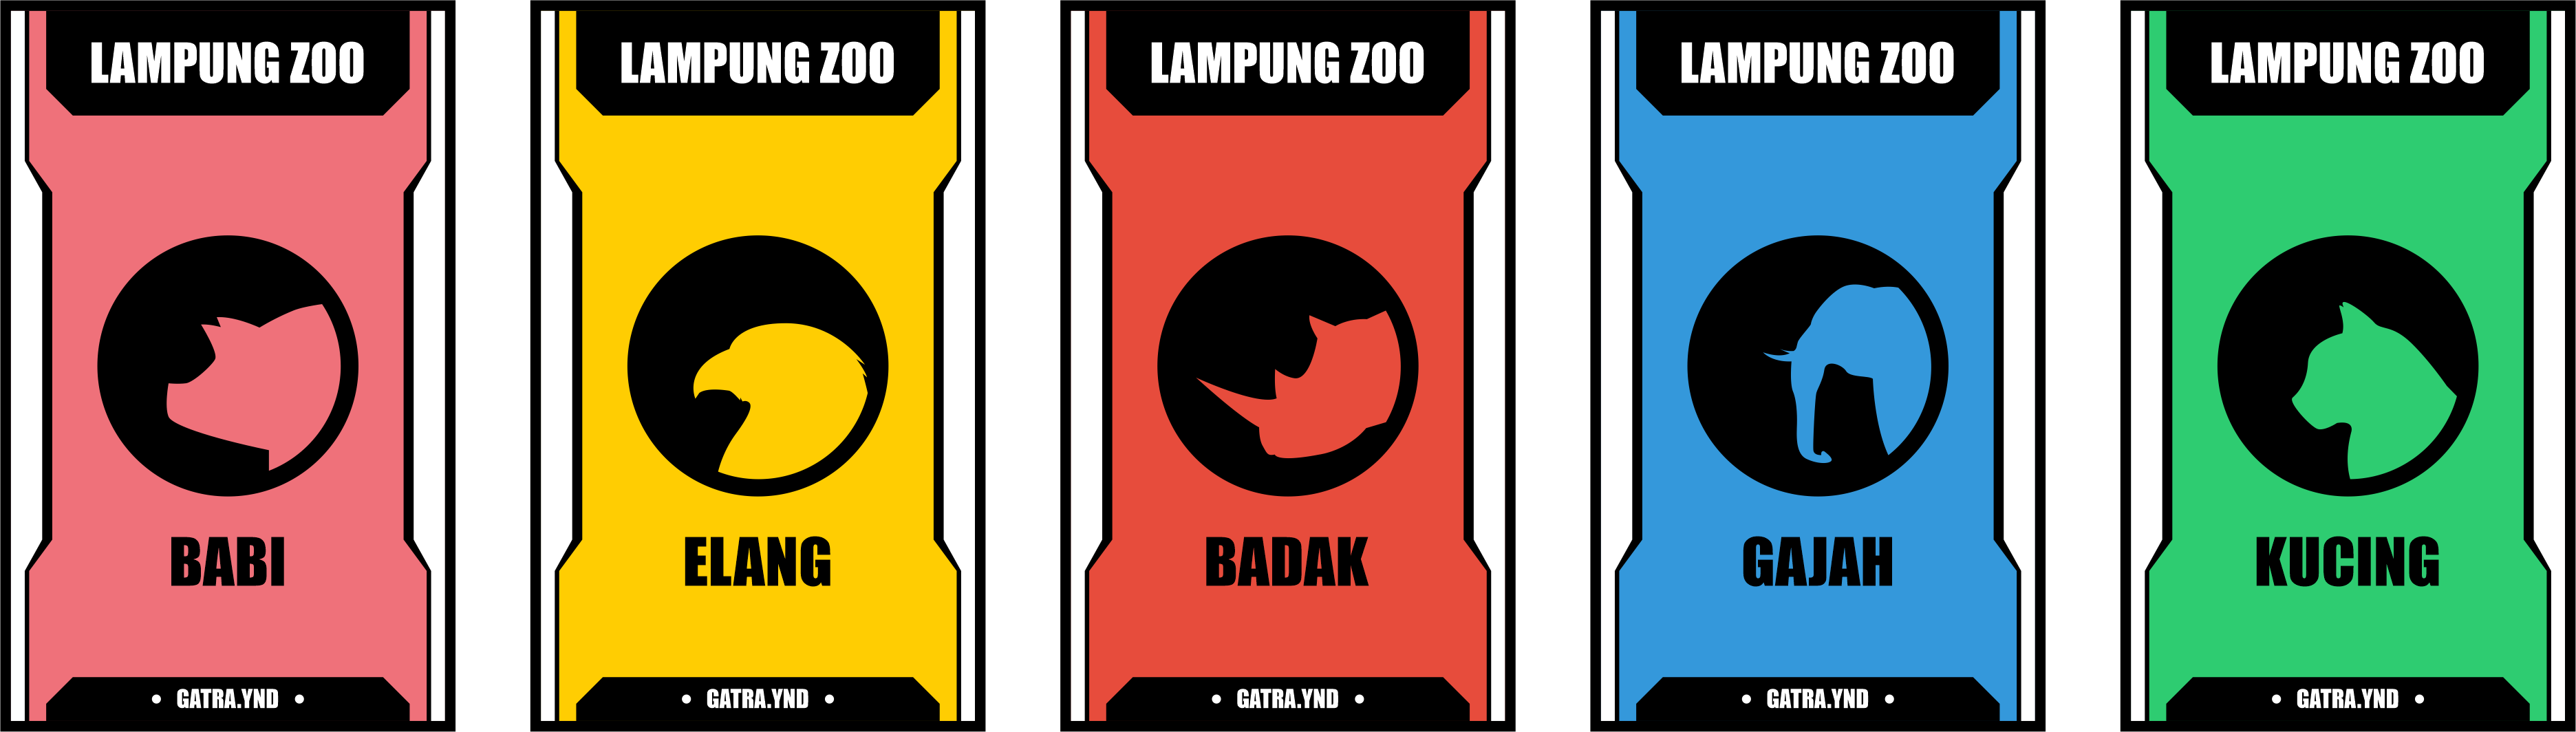 LAMPUNG ZOO
BABI
• GATRA.YND •
LAMPUNG ZOO
ELANG
• GATRA.YND •
LAMPUNG ZOO
BADAK
• GATRA.YND •
LAMPUNG ZOO
GAJAH
• GATRA.YND •
LAMPUNG ZOO
KUCING
• GATRA.YND •